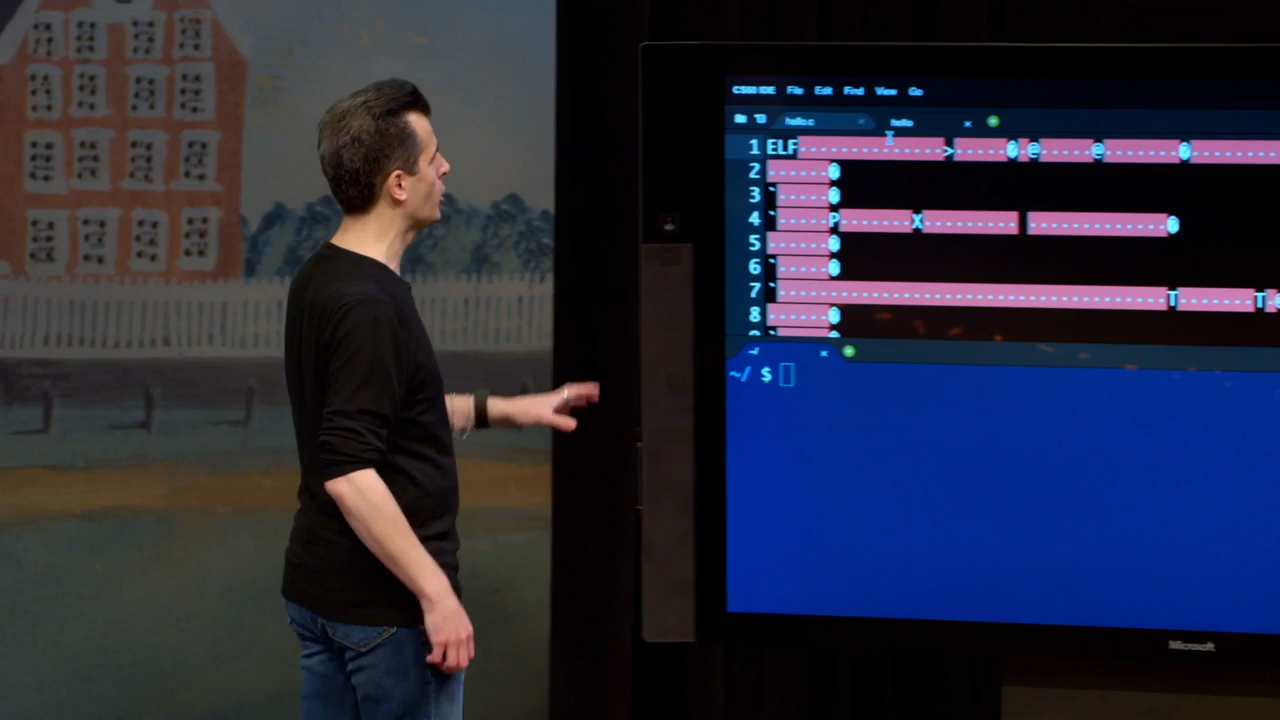 CS50 IDE File Edit Find View Go
hello.c hello
1 ELF > @ @
2
3 `
4 ` P X
5
6 `
7 ` T T
8
~/ $
Microsoft